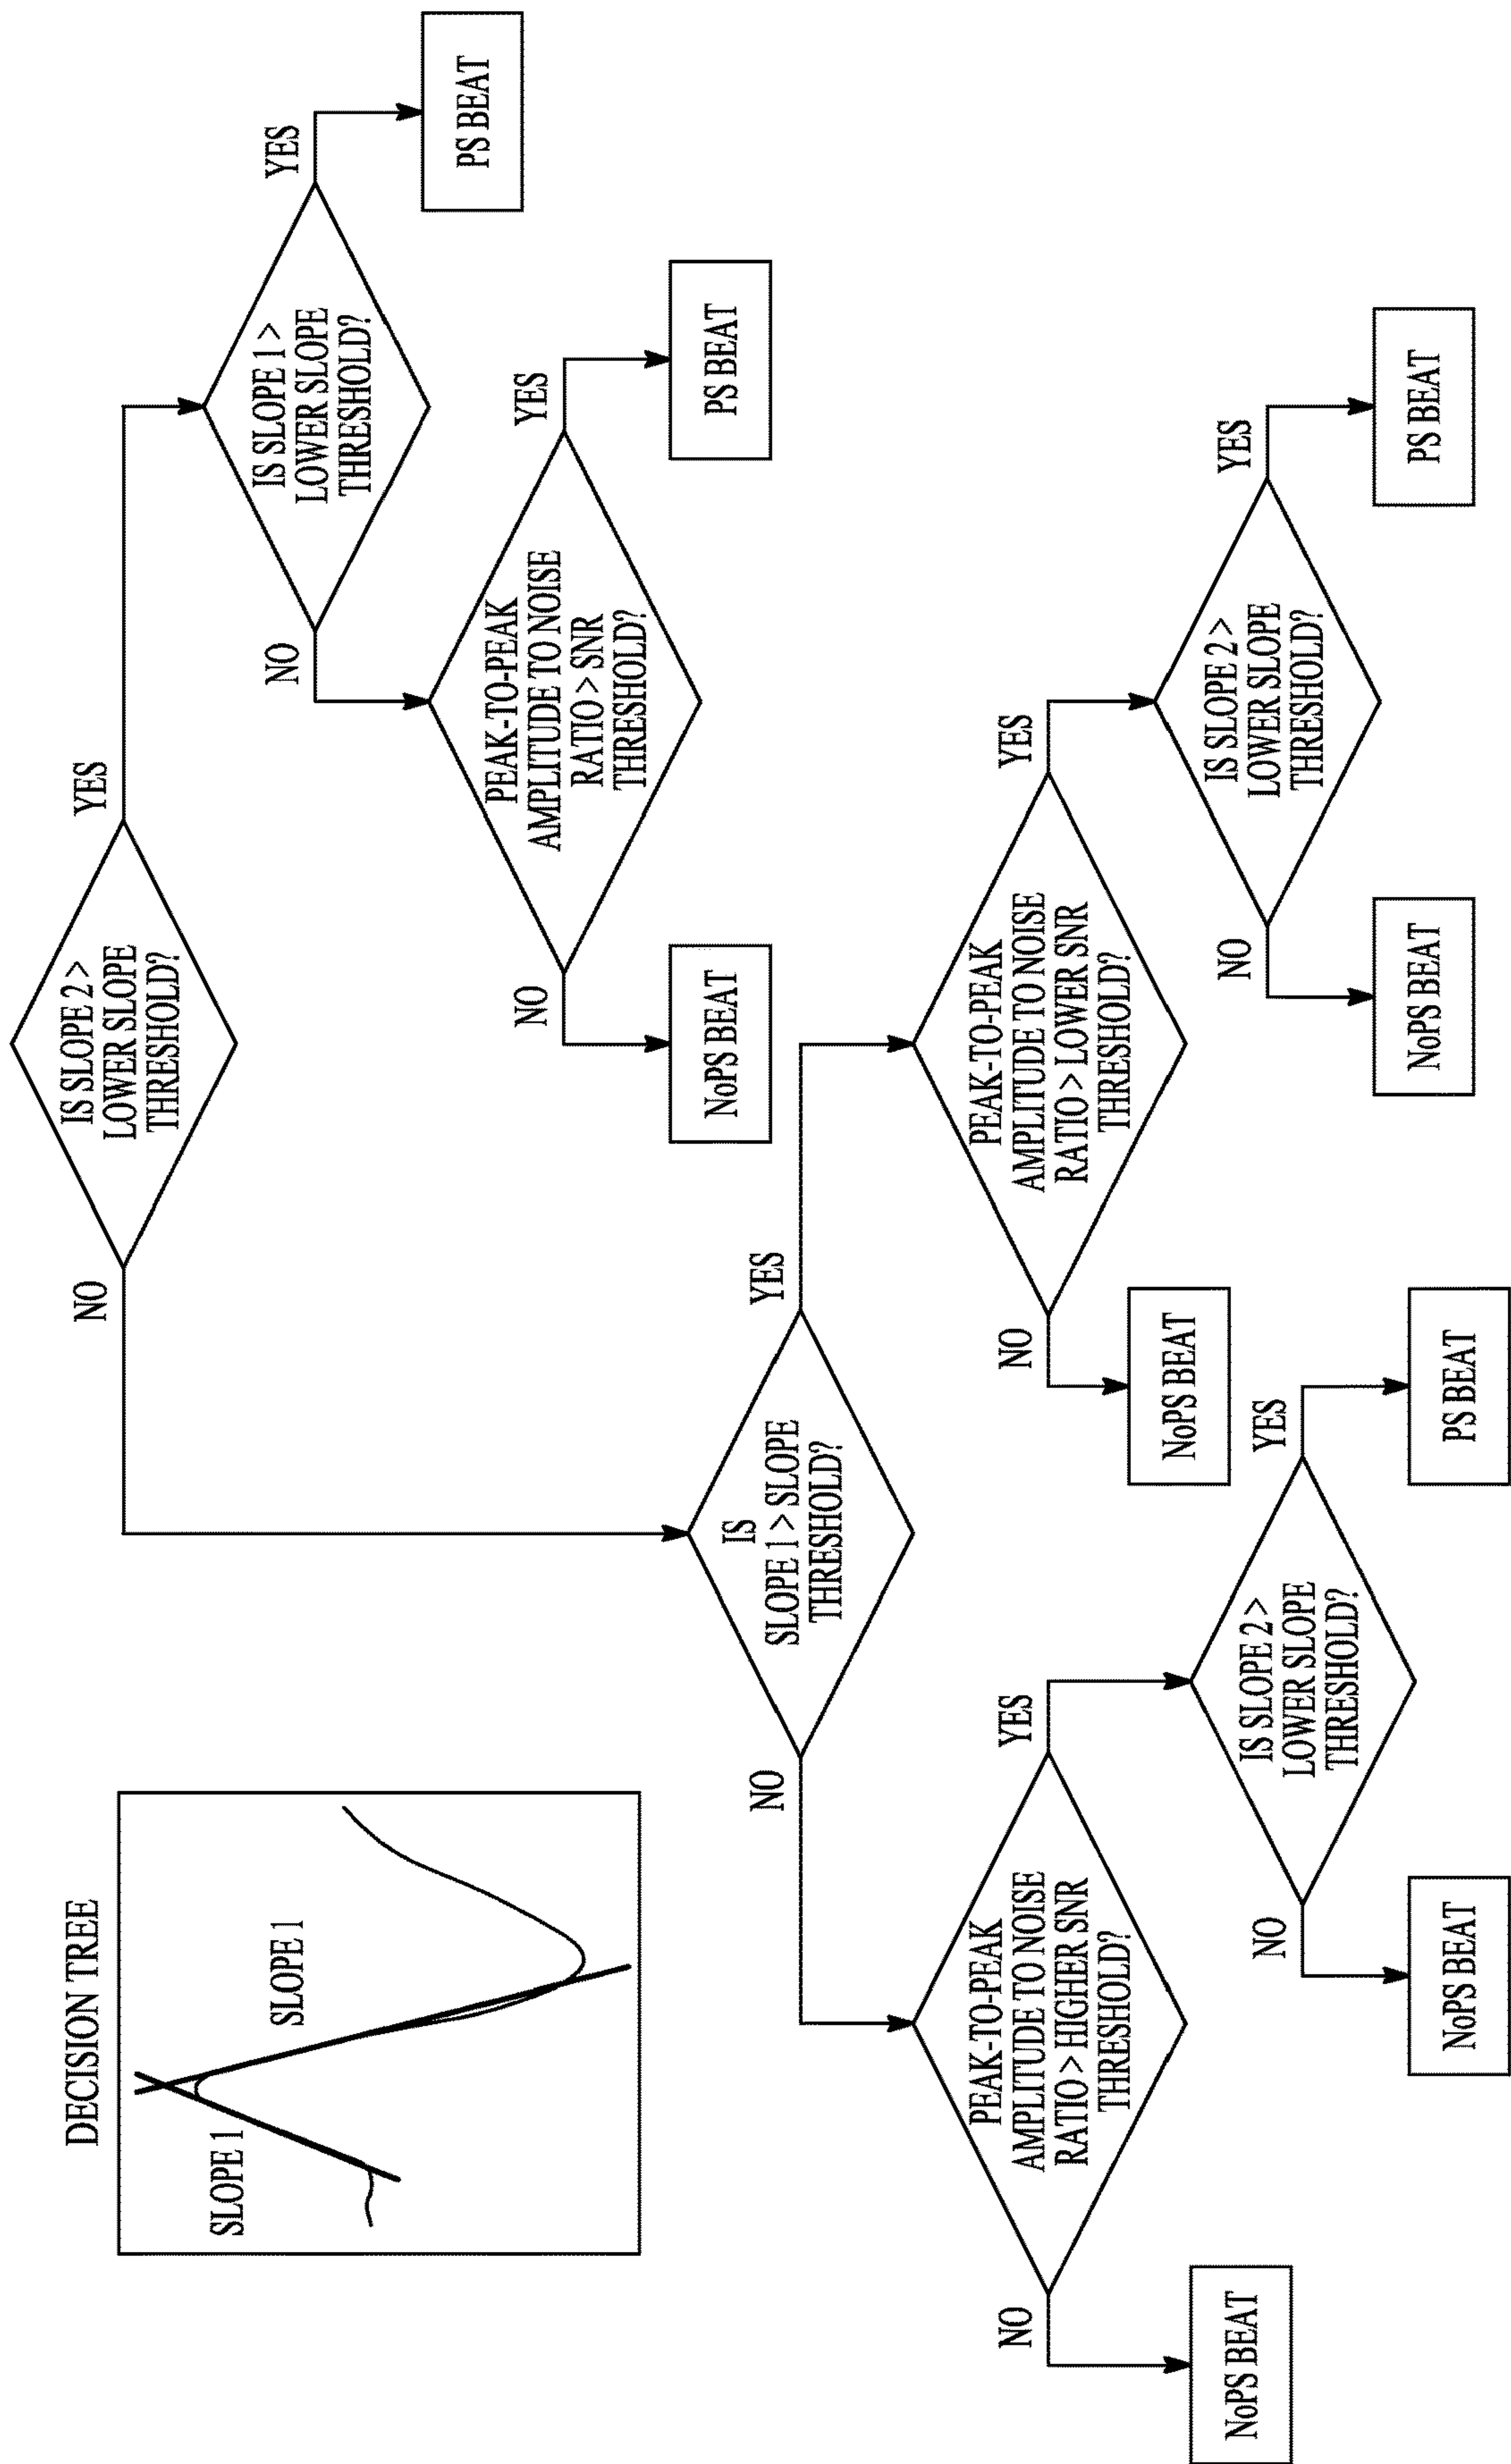 DECISION TREE
SLOPE 1
SLOPE 1
IS SLOPE 2 >
LOWER SLOPE
THRESHOLD?
NO
YES
IS SLOPE 1 >
LOWER SLOPE
THRESHOLD?
NO
YES
PS BEAT
PEAK-TO-PEAK
AMPLITUDE TO NOISE
RATIO > SNR
THRESHOLD?
NO
YES
NoPS BEAT
PS BEAT
IS
SLOPE 1 > SLOPE
THRESHOLD?
NO
YES
PEAK-TO-PEAK
AMPLITUDE TO NOISE
RATIO > HIGHER SNR
THRESHOLD?
NO
YES
NoPS BEAT
IS SLOPE 2 >
LOWER SLOPE
THRESHOLD?
NO
YES
NoPS BEAT
PS BEAT
PEAK-TO-PEAK
AMPLITUDE TO NOISE
RATIO > LOWER SNR
THRESHOLD?
NO
YES
NoPS BEAT
IS SLOPE 2 >
LOWER SLOPE
THRESHOLD?
NO
YES
NoPS BEAT
PS BEAT